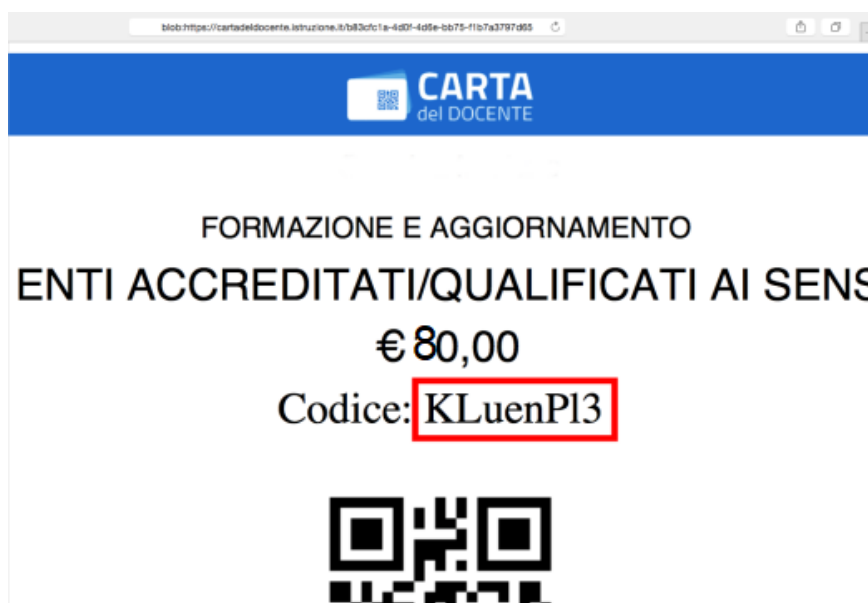 blob:https://cartadeldocente.istruzione.it/b83cfc1a-4d0f-4d6e-bb75-f1b7a3797d65
CARTA
del DOCENTE
FORMAZIONE E AGGIORNAMENTO
ENTI ACCREDITATI/QUALIFICATI AI SENS
€ 80,00
Codice: KLuenPl3